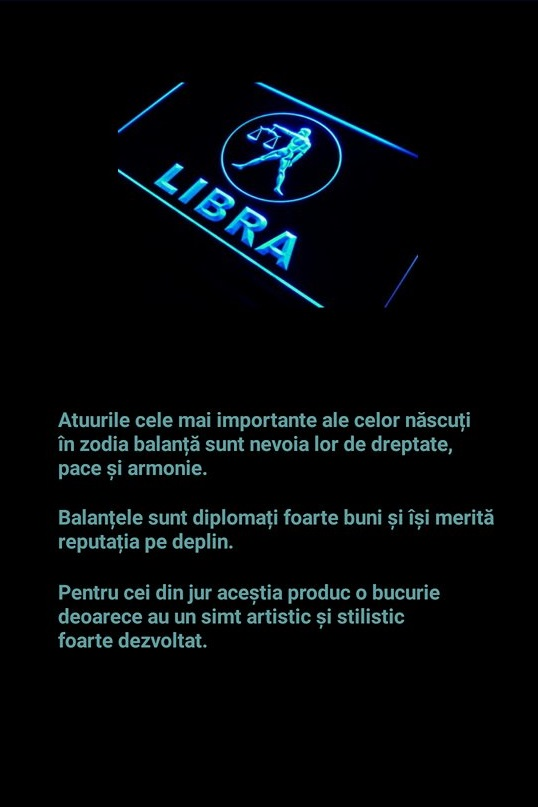 LIBRA
Atuurile cele mai importante ale celor născuți
în zodia balanță sunt nevoia lor de dreptate,
pace și armonie.
Balanțele sunt diplomați foarte buni și își merită
reputația pe deplin.
Pentru cei din jur aceștia produc o bucurie
deoarece au un simt artistic și stilistic
foarte dezvoltat.